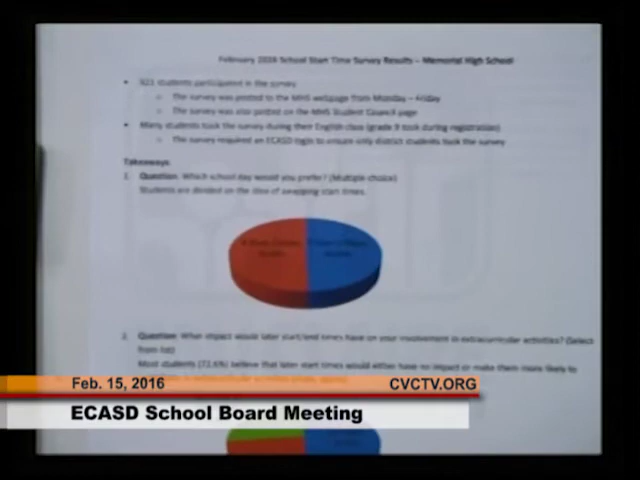 February 2016 School Start Time Survey Results – Memorial High School
• 921 students participated in the survey
○ The survey was posted to the MHS webpage from Monday – Friday
○ The survey was also posted on the MHS Student Council page
• Many students took the survey during their English class (grade 9 took during registration)
○ The survey required an ECASD login to ensure only district students took the survey
Takeaways
1. Question: Which school day would you prefer? (Multiple choice)
Students are divided on the idea of swapping start times.
2. Question: What impact would later start/end times have on your involvement in extracurricular activities? (Select
from list)
Most students (72.6%) believe that later start times would either have no impact or make them more likely to
Feb. 15, 2016
CVCTV.ORG
ECASD School Board Meeting